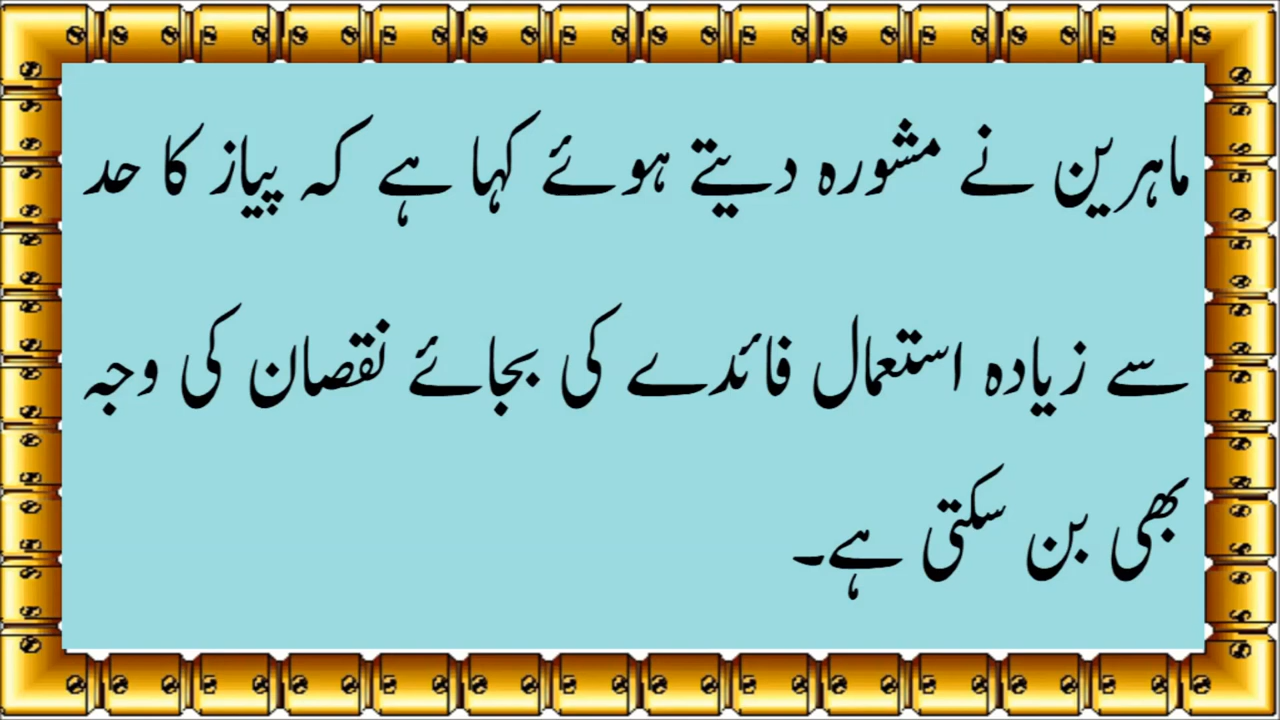 ماہرین نے مشورہ دیتے ہوئے کہا ہے کہ پیاز کا حد
سے زیادہ استعمال فائدے کی بجائے نقصان کی وجہ
بھی بن سکتی ہے۔